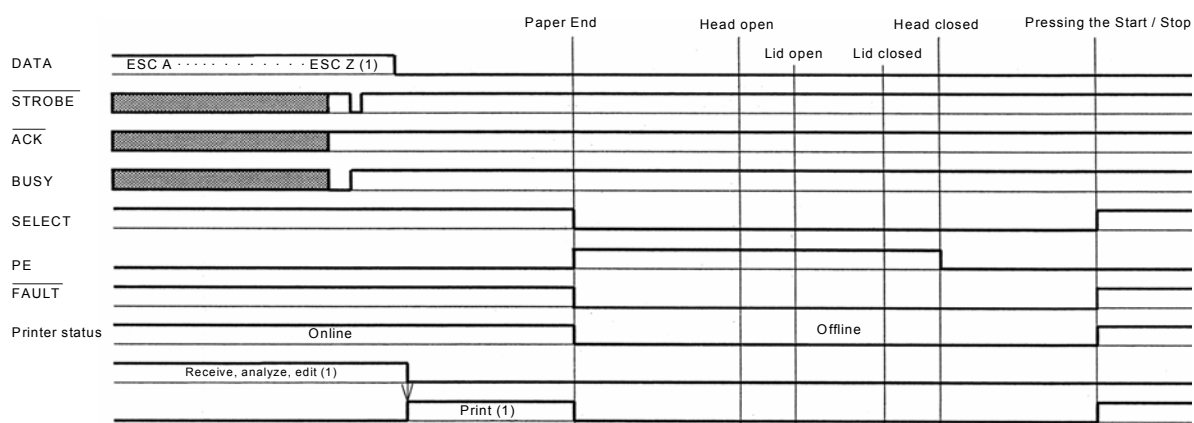 Paper End Head open Head closed Pressing the Start / Stop
Lid open Lid closed
DATA ESC A ············ ESC Z (1)
STROBE
ACK
BUSY
SELECT
PE
FAULT
Printer status Online Offline
Receive, analyze, edit (1)
Print (1)